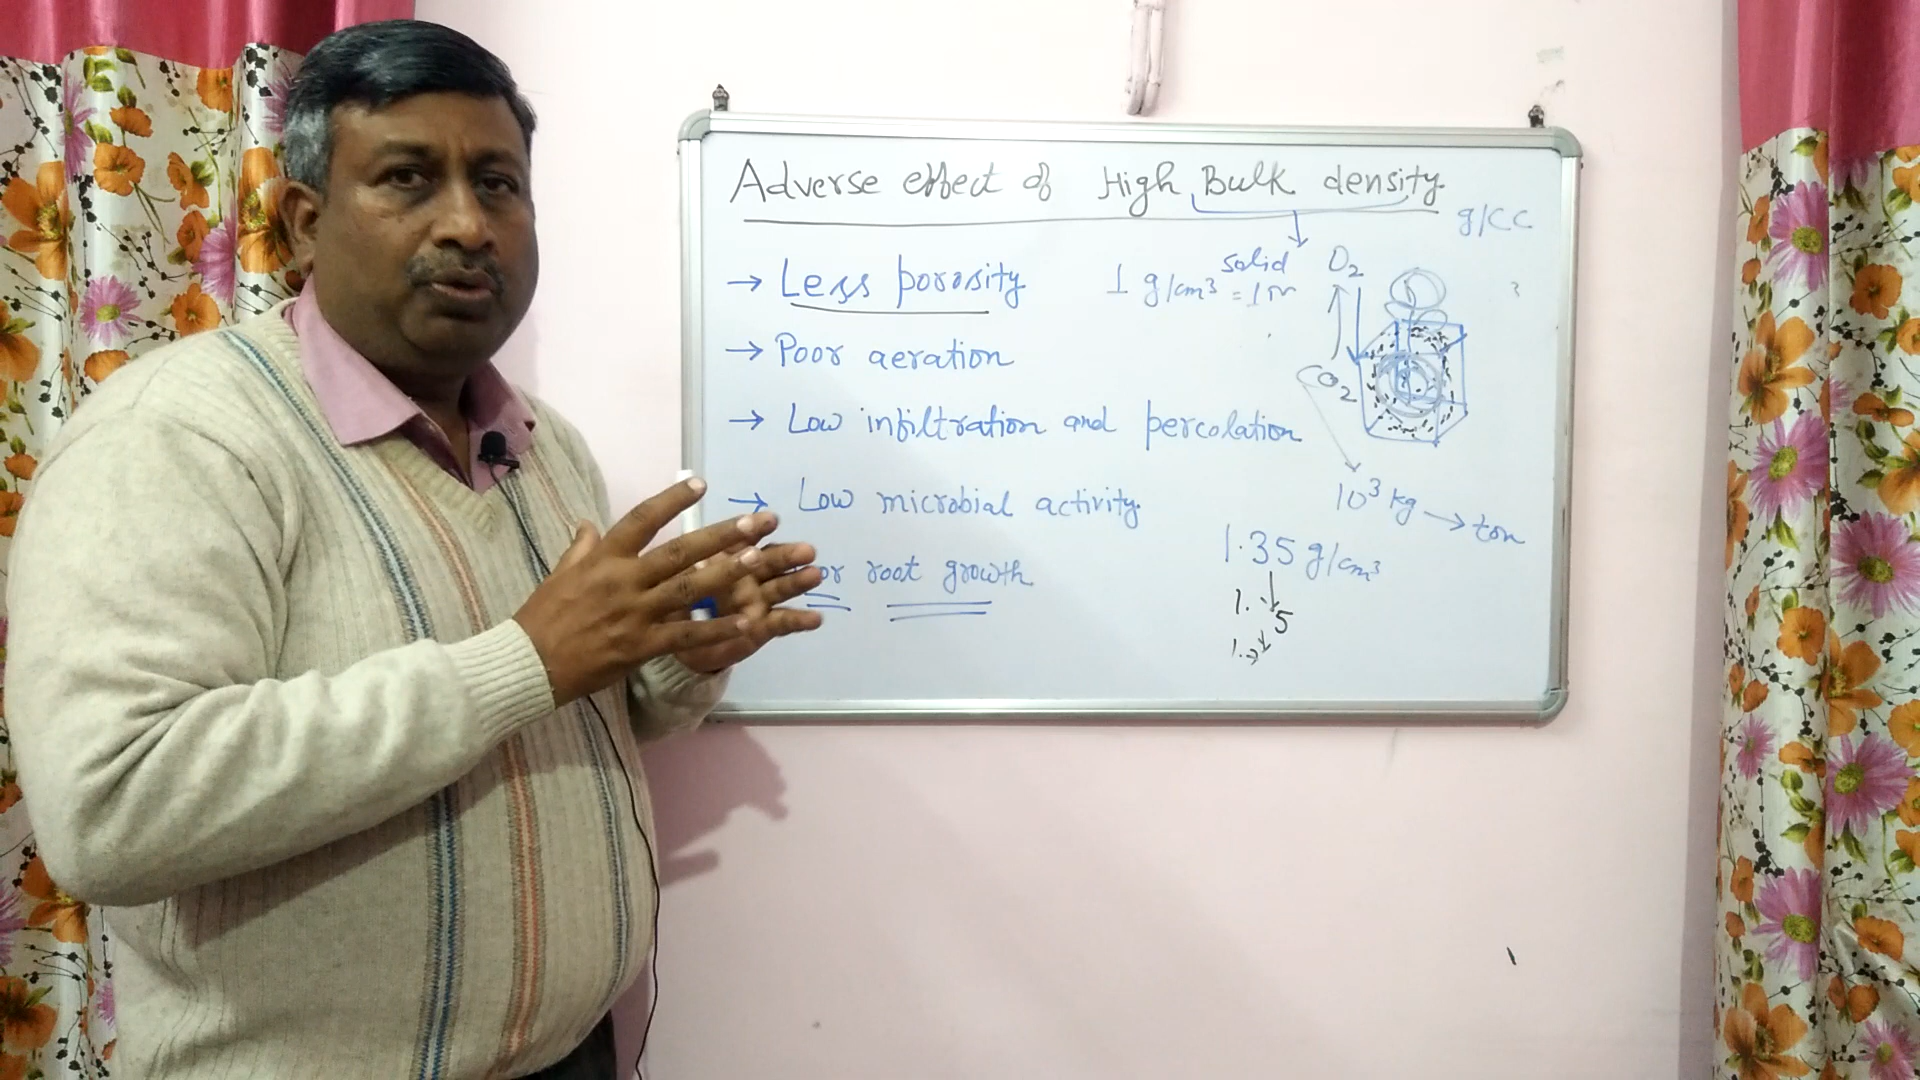 Adverse effect of High Bulk density
g/cc
→ Less porosity
1 g/cm³ = 1
solid
O₂
→ Poor aeration
CO₂
→ Low infiltration and percolation
→ Low microbial activity
10³ kg → ton
root growth
1.35 g/cm³